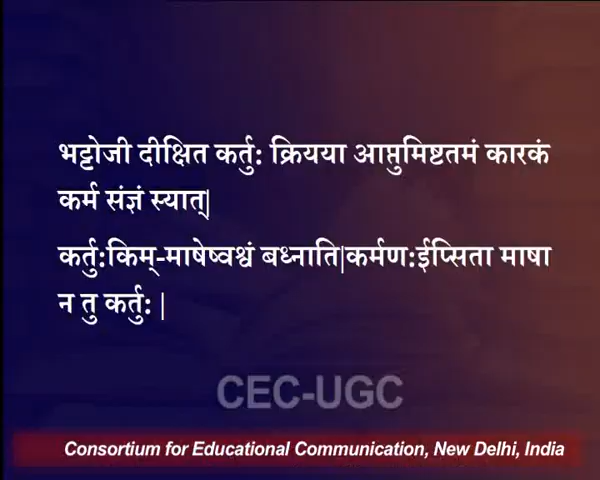 भट्टोजी दीक्षित कर्तु: क्रियया आप्तुमिष्टतमं कारकं
कर्म संज्ञं स्यात्|
कर्तु:किम्-माषेष्वश्वं बध्नाति|कर्मण:ईप्सिता माषा
न तु कर्तु: |
CEC-UGC
Consortium for Educational Communication, New Delhi, India